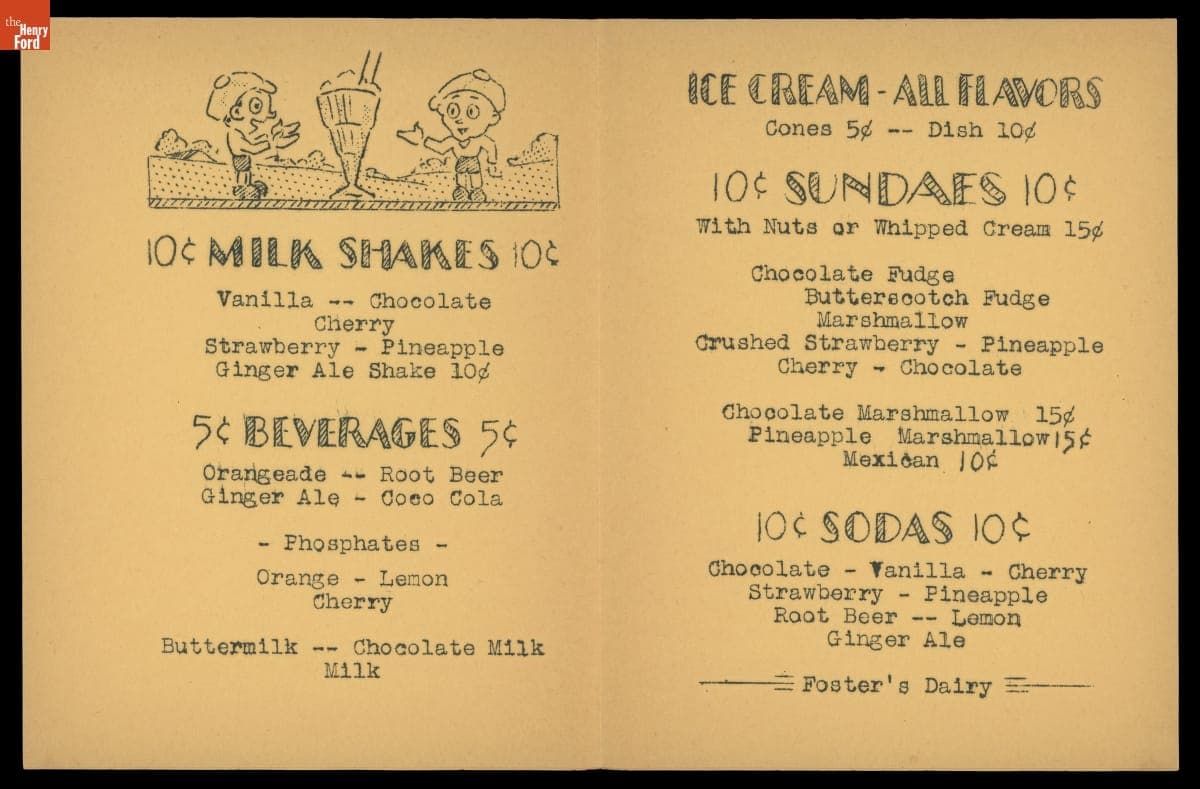 the
Henry
Ford
10¢ MILK SHAKES 10¢
Vanilla -- Chocolate
Cherry
Strawberry - Pineapple
Ginger Ale Shake 10¢
5¢ BEVERAGES 5¢
Orangeade -- Root Beer
Ginger Ale - Coco Cola
- Phosphates -
Orange - Lemon
Cherry
Buttermilk -- Chocolate Milk
Milk
ICE CREAM - ALL FLAVORS
Cones 5¢ -- Dish 10¢
10¢ SUNDAES 10¢
With Nuts or Whipped Cream 15¢
Chocolate Fudge
Butterscotch Fudge
Marshmallow
Crushed Strawberry - Pineapple
Cherry - Chocolate
Chocolate Marshmallow 15¢
Pineapple Marshmallow 15¢
Mexican 10¢
10¢ SODAS 10¢
Chocolate - Vanilla - Cherry
Strawberry - Pineapple
Root Beer -- Lemon
Ginger Ale
Foster's Dairy